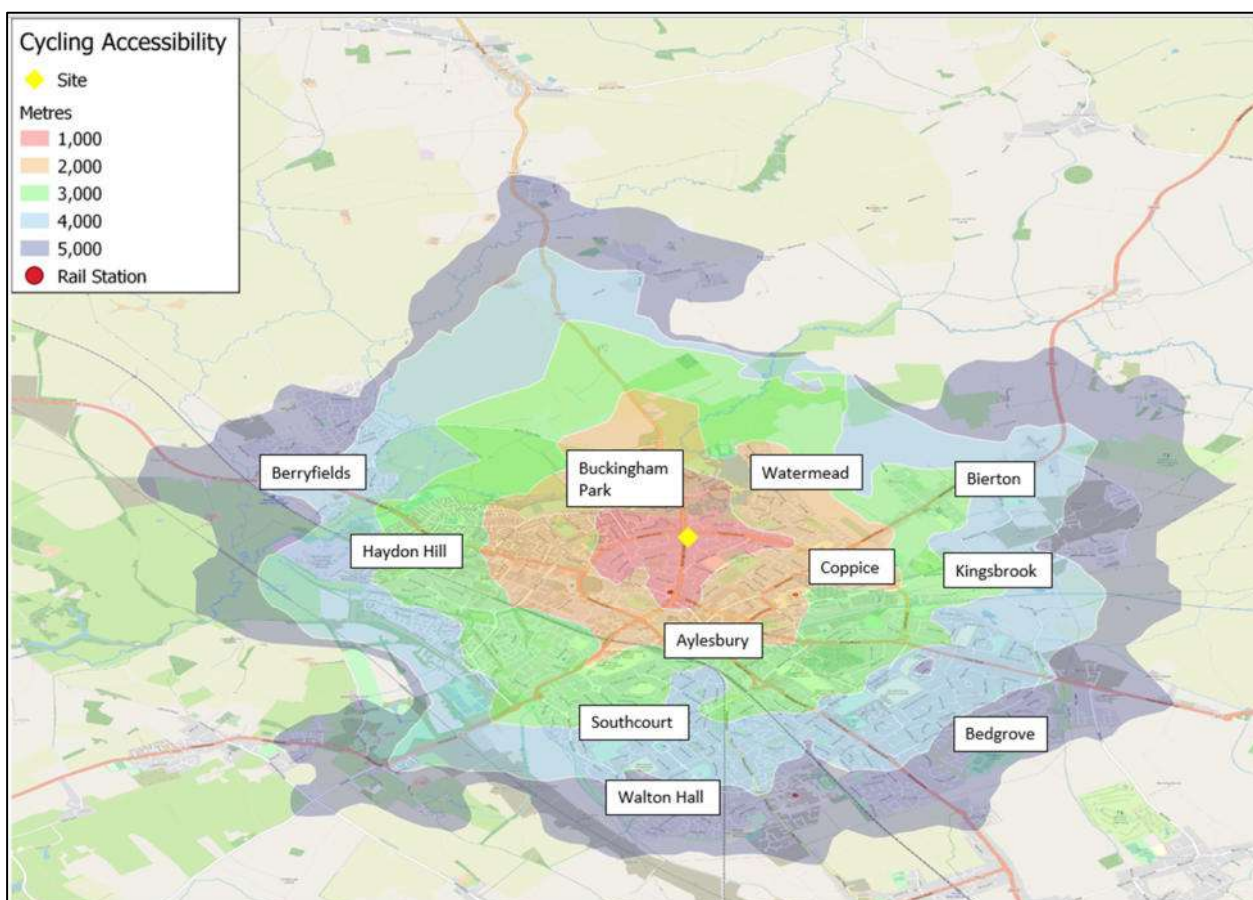 Cycling Accessibility
Site
Metres
1,000
2,000
3,000
4,000
5,000
Rail Station
Buckingham
Park
Watermead
Berryfields
Bierton
Haydon Hill
Coppice
Kingsbrook
Aylesbury
Southcourt
Bedgrove
Walton Hall